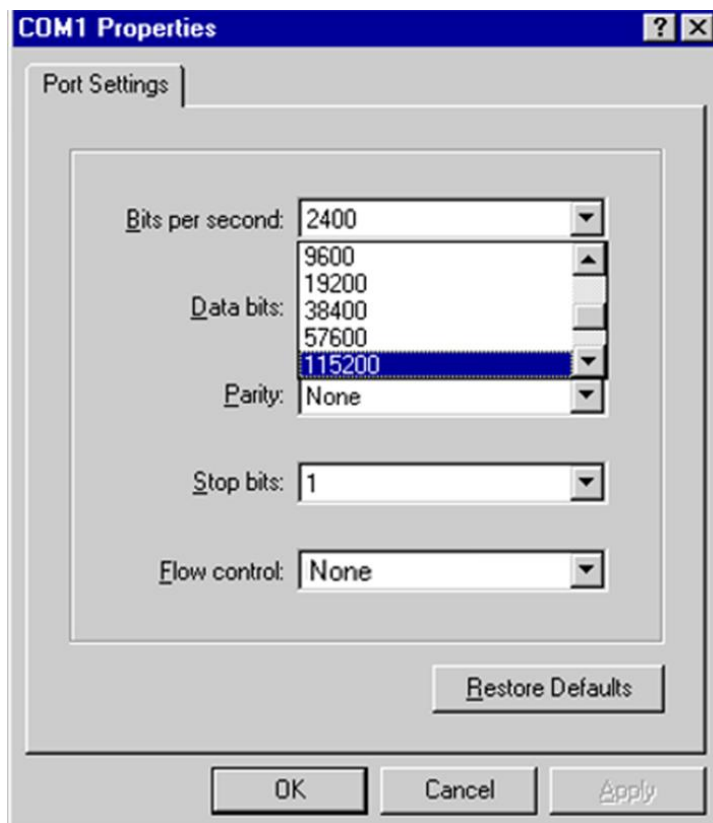 COM1 Properties
Port Settings
Bits per second: 2400
9600
19200
Data bits:
38400
57600
115200
Parity: None
Stop bits: 1
Flow control: None
Restore Defaults
OK Cancel Apply